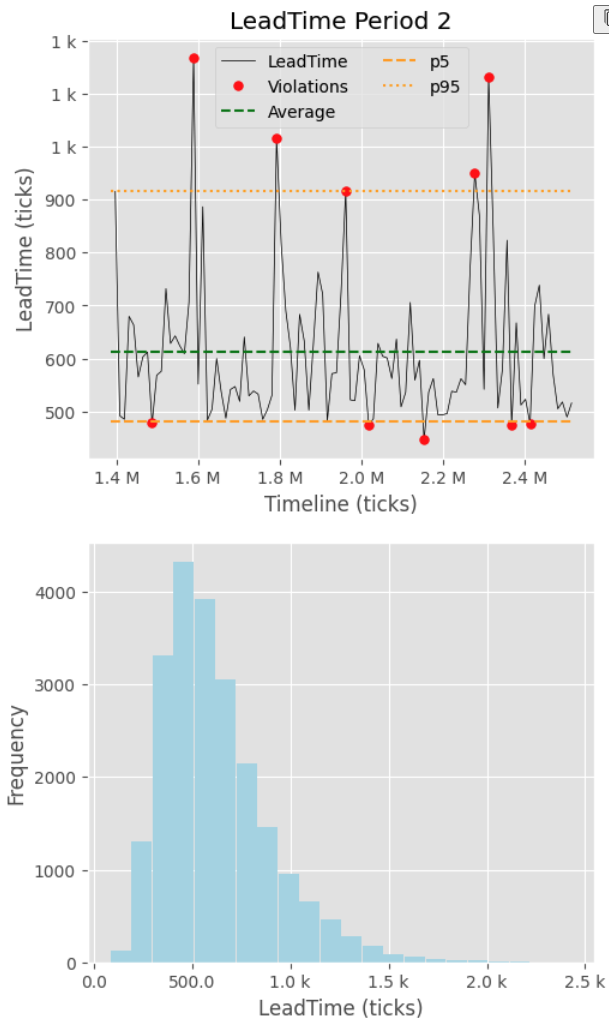 LeadTime Period 2
LeadTime (ticks)
1 k
1 k
1 k
900
800
700
600
500
LeadTime
Violations
Average
p5
p95
1.4 M 1.6 M 1.8 M 2.0 M 2.2 M 2.4 M
Timeline (ticks)
Frequency
4000
3000
2000
1000
0
0.0 500.0 1.0 k 1.5 k 2.0 k 2.5 k
LeadTime (ticks)